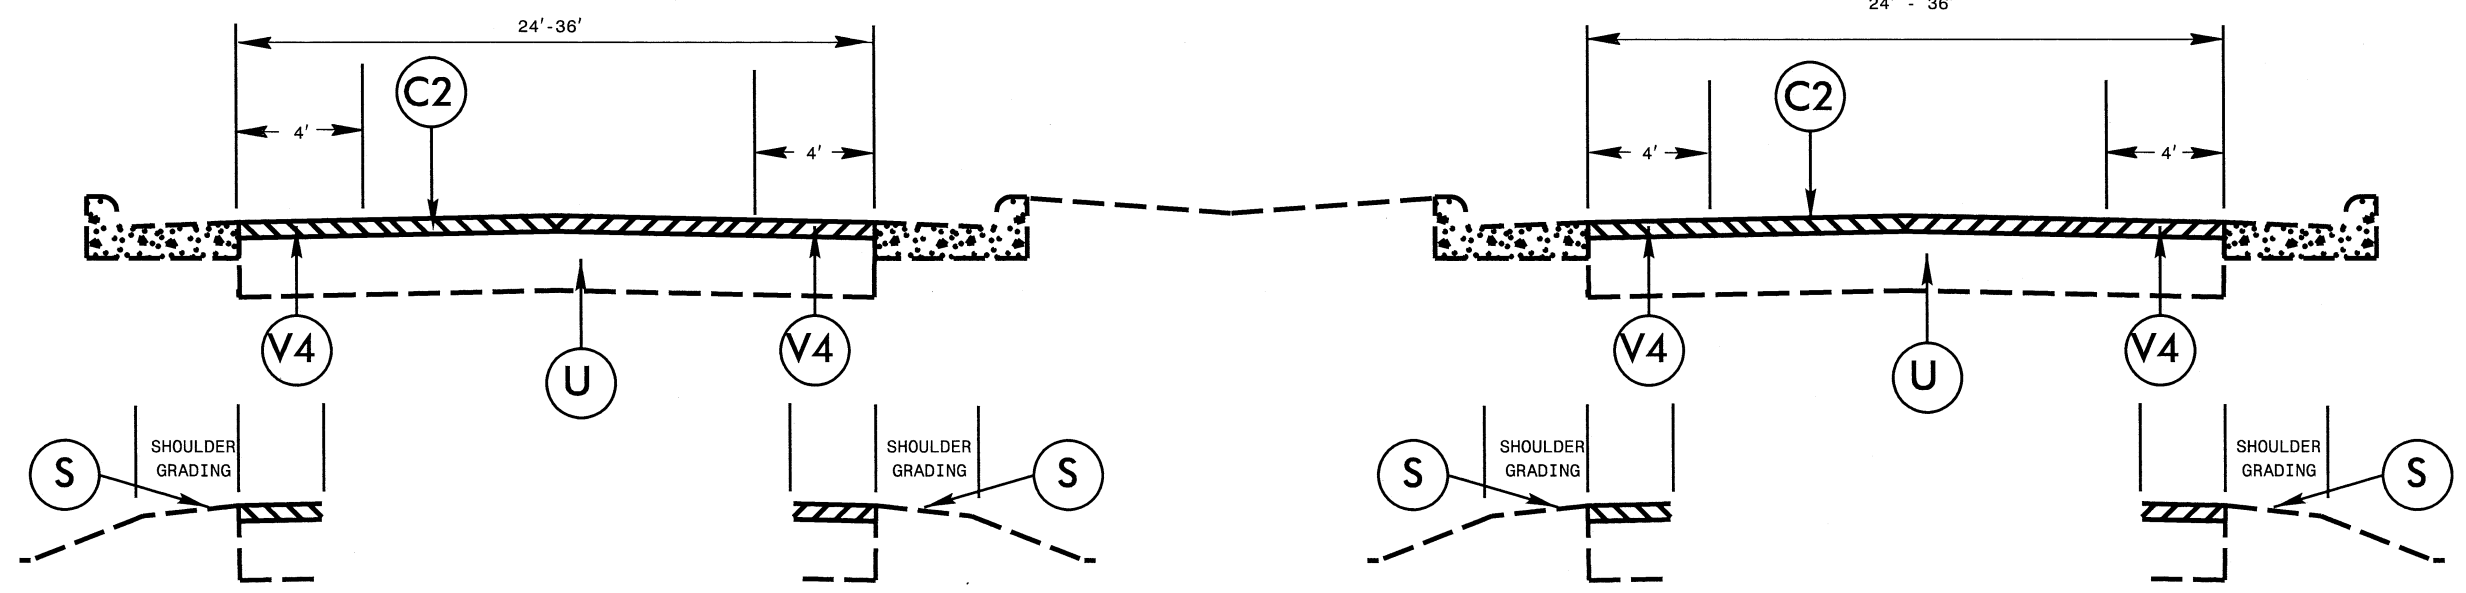 24'-36'
24' - 36'
C2
C2
4'
4'
4'
4'
V4
V4
V4
V4
U
U
SHOULDER
GRADING
SHOULDER
GRADING
SHOULDER
GRADING
SHOULDER
GRADING
S
S
S
S